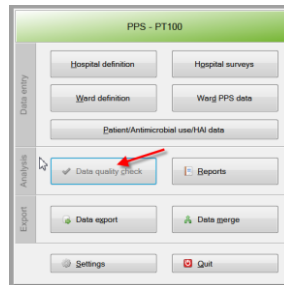 PPS - PT100
Data entry
Hospital definition
Hospital surveys
Ward definition
Ward PPS data
Patient/Antimicrobial use/HAI data
Analysis
Data quality check
Reports
Export
Data export
Data merge
Settings
Quit